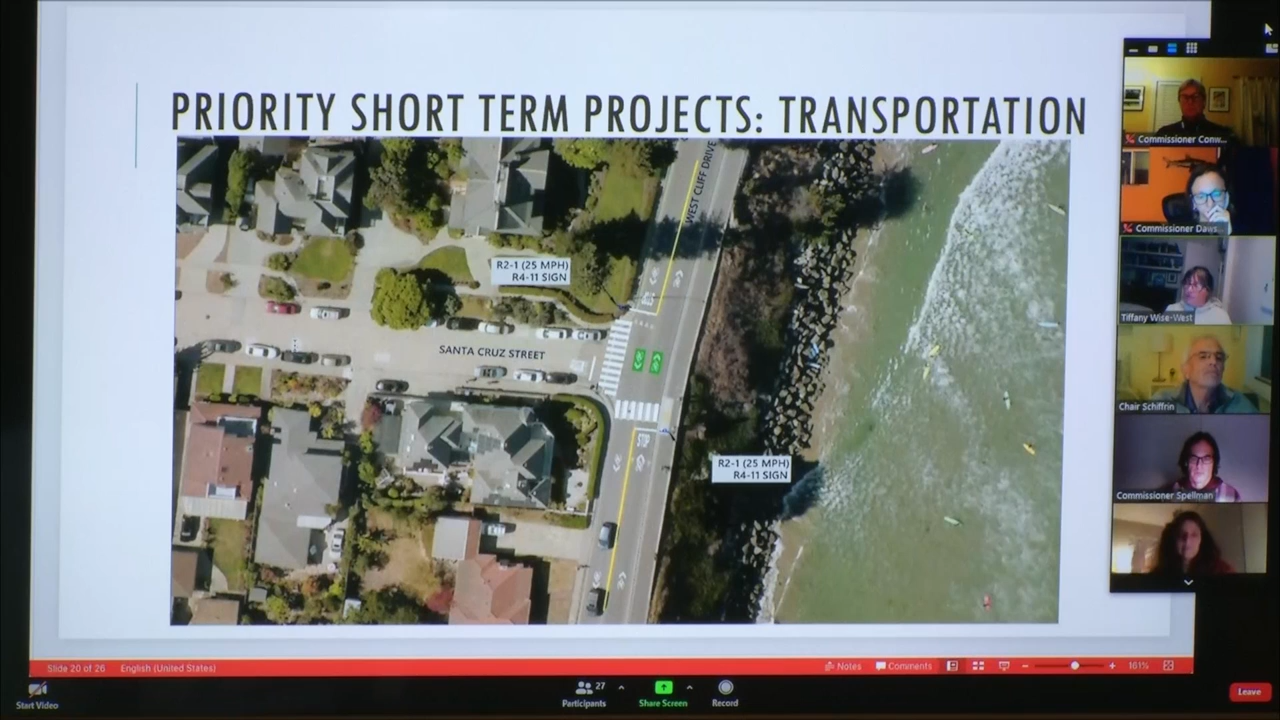 PRIORITY SHORT TERM PROJECTS: TRANSPORTATION
WEST CLIFF DRIVE
R2-1 (25 MPH)
R4-11 SIGN
SANTA CRUZ STREET
STOP
R2-1 (25 MPH)
R4-11 SIGN
Commissioner Conw...
Commissioner Daws...
Tiffany Wise-West
Chair Schiffrin
Commissioner Spellman
Slide 20 of 26
English (United States)
Notes
Comments
161%
Start Video
27
Participants
Share Screen
Record
Leave